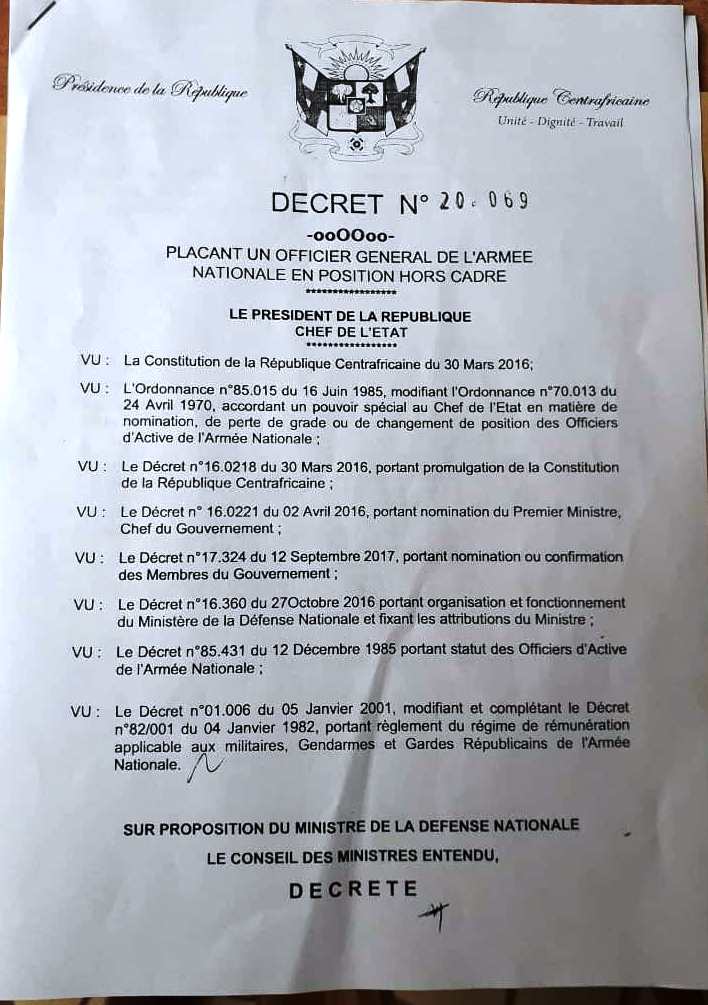 Présidence de la République
République Centrafricaine
Unité - Dignité - Travail
DECRET N° 20.069
-ooOOoo-
PLACANT UN OFFICIER GENERAL DE L'ARMEE
NATIONALE EN POSITION HORS CADRE
*****************
LE PRESIDENT DE LA REPUBLIQUE
CHEF DE L'ETAT
*****************
VU : La Constitution de la République Centrafricaine du 30 Mars 2016;
VU : L'Ordonnance n°85.015 du 16 Juin 1985, modifiant l'Ordonnance n°70.013 du
24 Avril 1970, accordant un pouvoir spécial au Chef de l'Etat en matière de
nomination, de perte de grade ou de changement de position des Officiers
d'Active de l'Armée Nationale ;
VU : Le Décret n°16.0218 du 30 Mars 2016, portant promulgation de la Constitution
de la République Centrafricaine ;
VU : Le Décret n° 16.0221 du 02 Avril 2016, portant nomination du Premier Ministre,
Chef du Gouvernement ;
VU : Le Décret n°17.324 du 12 Septembre 2017, portant nomination ou confirmation
des Membres du Gouvernement ;
VU : Le Décret n°16.360 du 27Octobre 2016 portant organisation et fonctionnement
du Ministère de la Défense Nationale et fixant les attributions du Ministre ;
VU : Le Décret n°85.431 du 12 Décembre 1985 portant statut des Officiers d'Active
de l'Armée Nationale ;
VU : Le Décret n°01.006 du 05 Janvier 2001, modifiant et complétant le Décret
n°82/001 du 04 Janvier 1982, portant règlement du régime de rémunération
applicable aux militaires, Gendarmes et Gardes Républicains de l'Armée
Nationale.
SUR PROPOSITION DU MINISTRE DE LA DEFENSE NATIONALE
LE CONSEIL DES MINISTRES ENTENDU,
DECRETE